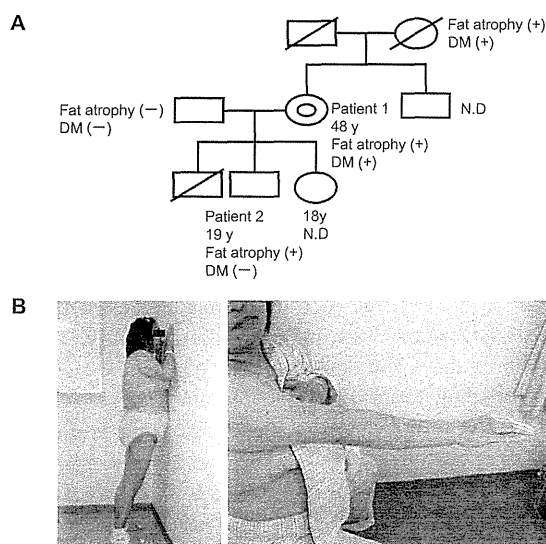 A
Fat atrophy (+)
DM (+)
Fat atrophy (—)
DM (—)
Patient 1
48 y
Fat atrophy (+)
DM (+)
N.D
Patient 2
19 y
Fat atrophy (+)
DM (—)
18y
N.D
B